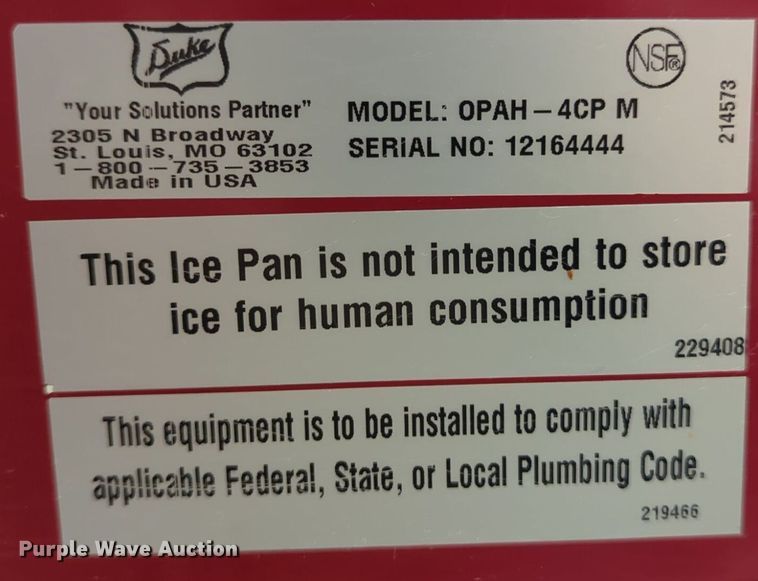 Duke
NSF®
"Your Solutions Partner"
2305 N Broadway
St. Louis, MO 63102
1-800-735-3853
Made in USA
MODEL: OPAH-4CP M
SERIAL NO: 12164444
214573
This Ice Pan is not intended to store
ice for human consumption
229408
This equipment is to be installed to comply with
applicable Federal, State, or Local Plumbing Code.
219466
Purple Wave Auction